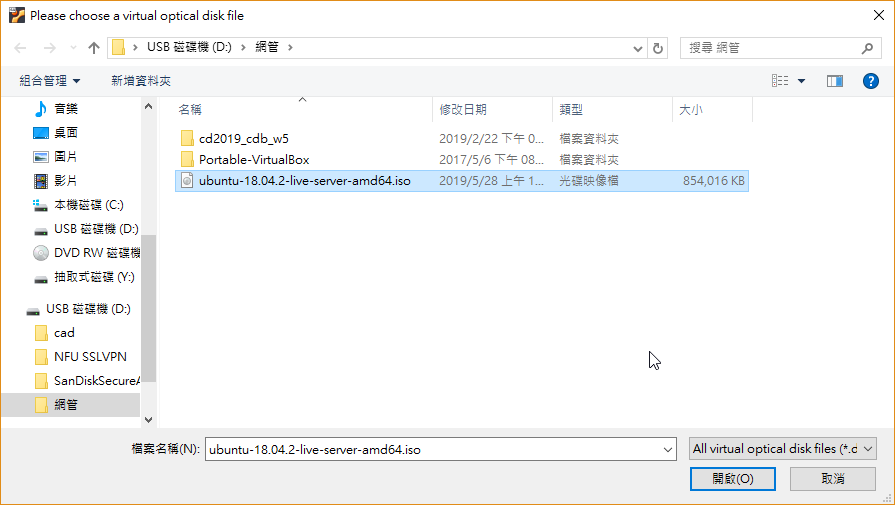 Please choose a virtual optical disk file
USB 磁碟機 (D:) 網管
搜尋 網管
組合管理 新增資料夾
名稱 修改日期 類型 大小
cd2019_cdb_w5 2019/2/22 下午 0... 檔案資料夾
Portable-VirtualBox 2017/5/6 下午 08... 檔案資料夾
ubuntu-18.04.2-live-server-amd64.iso 2019/5/28 上午 1... 光碟映像檔 854,016 KB
音樂
桌面
圖片
影片
本機磁碟 (C:)
USB 磁碟機 (D:)
DVD RW 磁碟機
抽取式磁碟 (Y:)
USB 磁碟機 (D:)
cad
NFU SSLVPN
SanDiskSecureA
網管
檔案名稱(N): ubuntu-18.04.2-live-server-amd64.iso All virtual optical disk files (*.d
開啟(O) 取消